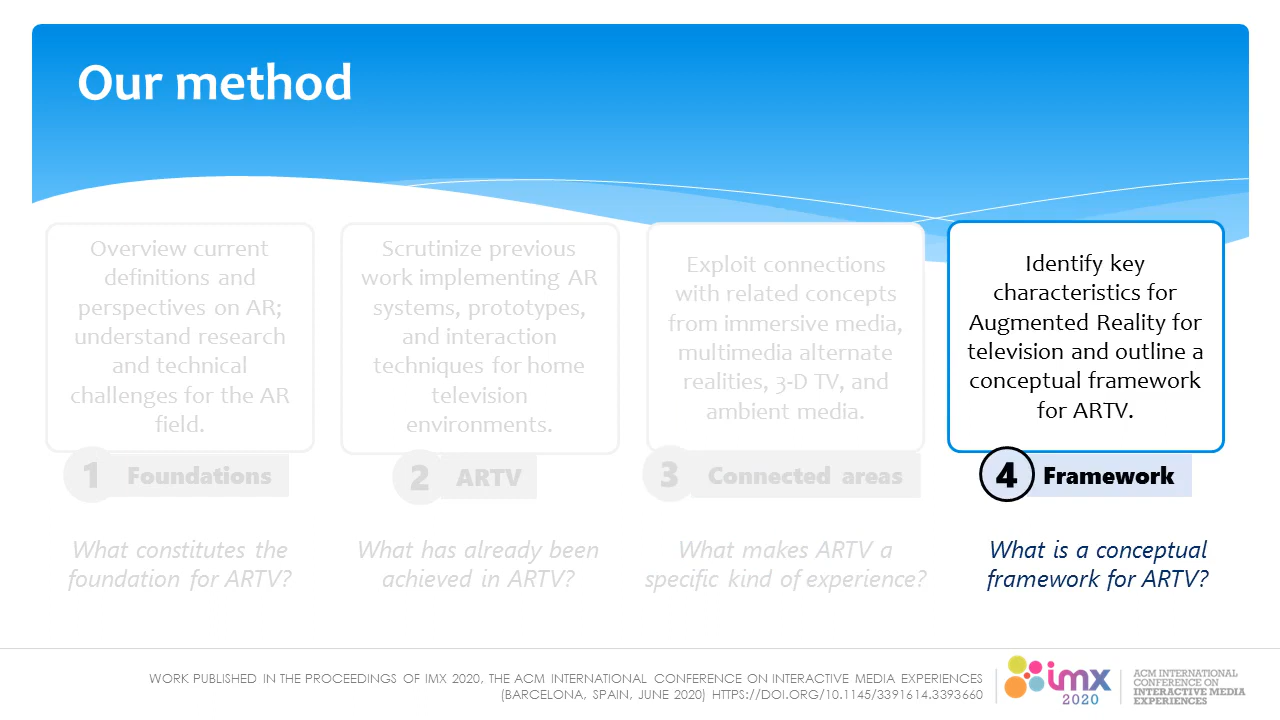 Our method
Overview current
definitions and
perspectives on AR;
understand research
and technical
challenges for the AR
field.
1 Foundations
What constitutes the
foundation for ARTV?
Scrutinize previous
work implementing AR
systems, prototypes,
and interaction
techniques for home
television
environments.
2 ARTV
What has already been
achieved in ARTV?
Exploit connections
with related concepts
from immersive media,
multimedia alternate
realities, 3-D TV, and
ambient media.
3 Connected areas
What makes ARTV a
specific kind of experience?
Identify key
characteristics for
Augmented Reality for
television and outline a
conceptual framework
for ARTV.
4 Framework
What is a conceptual
framework for ARTV?
WORK PUBLISHED IN THE PROCEEDINGS OF IMX 2020, THE ACM INTERNATIONAL CONFERENCE ON INTERACTIVE MEDIA EXPERIENCES
(BARCELONA, SPAIN, JUNE 2020) HTTPS://DOI.ORG/10.1145/3391614.3393660
imx
2020
ACM INTERNATIONAL
CONFERENCE ON
INTERACTIVE MEDIA
EXPERIENCES